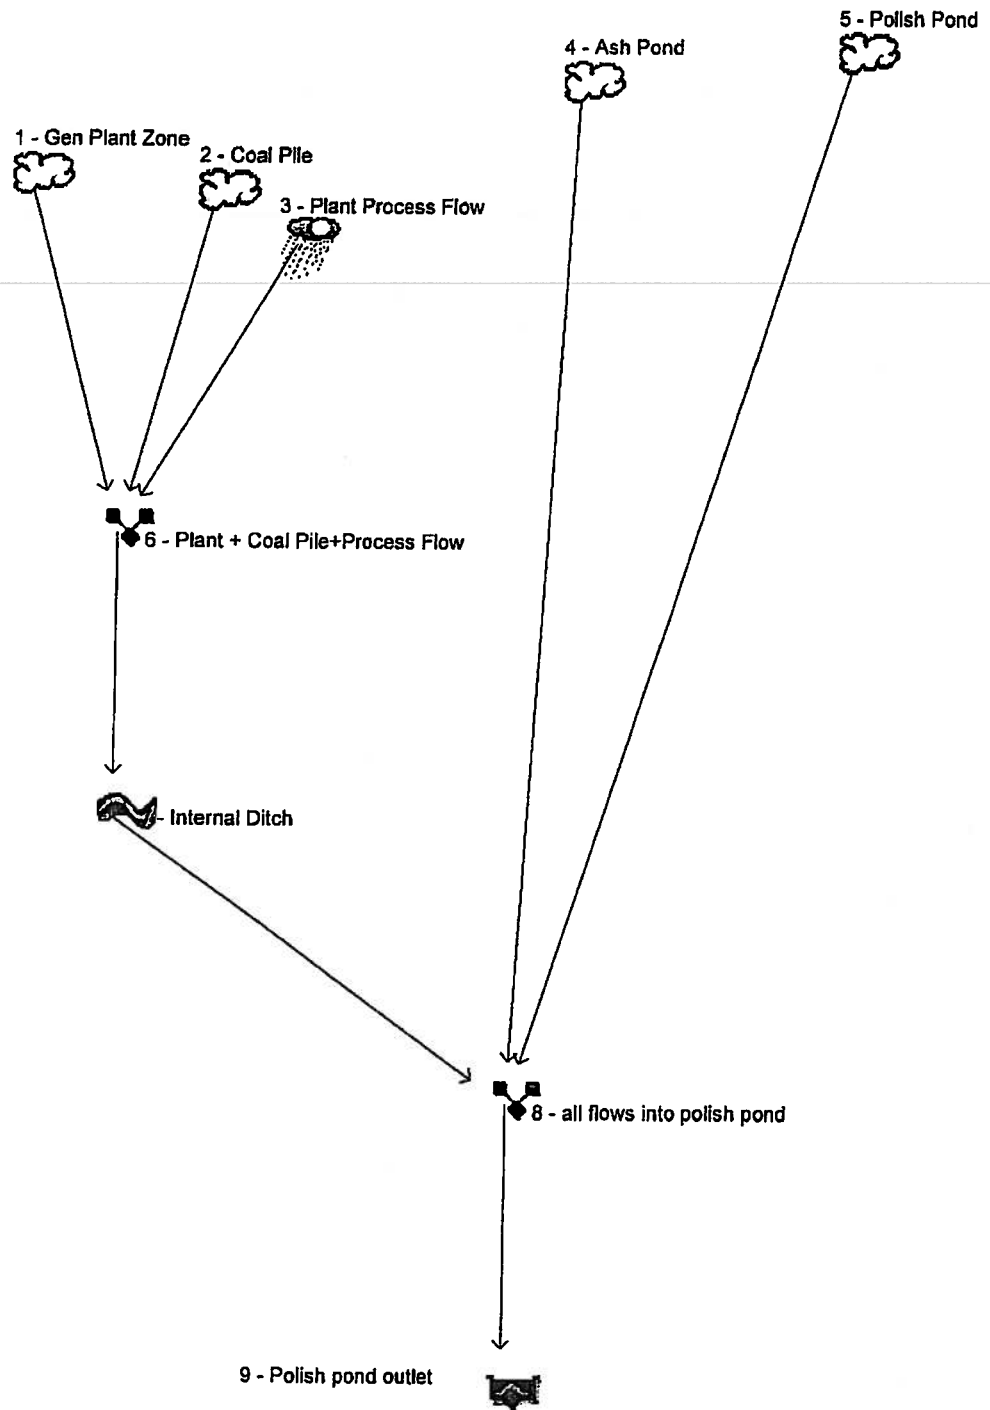 5 - Polish Pond
4 - Ash Pond
1 - Gen Plant Zone
2 - Coal Pile
3 - Plant Process Flow
6 - Plant + Coal Pile+Process Flow
- Internal Ditch
8 - all flows into polish pond
9 - Polish pond outlet